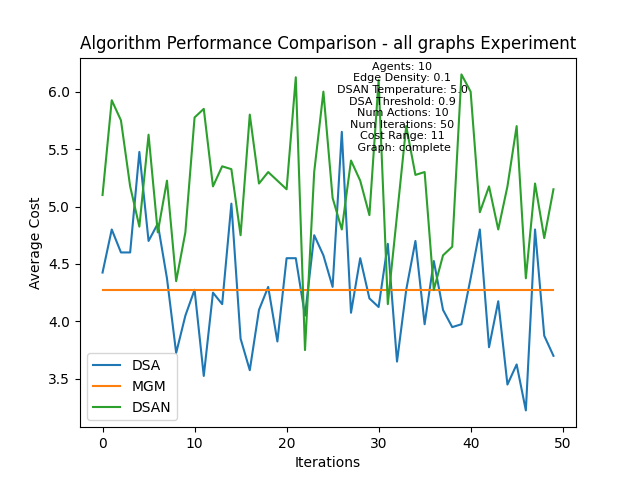 Algorithm Performance Comparison - all graphs Experiment
Agents: 10
Edge Density: 0.1
DSAN Temperature: 5.0
DSA Threshold: 0.9
Num Actions: 10
Num Iterations: 50
Cost Range: 11
Graph: complete
Average Cost
6.0
5.5
5.0
4.5
4.0
3.5
DSA
MGM
DSAN
0 10 20 30 40 50
Iterations